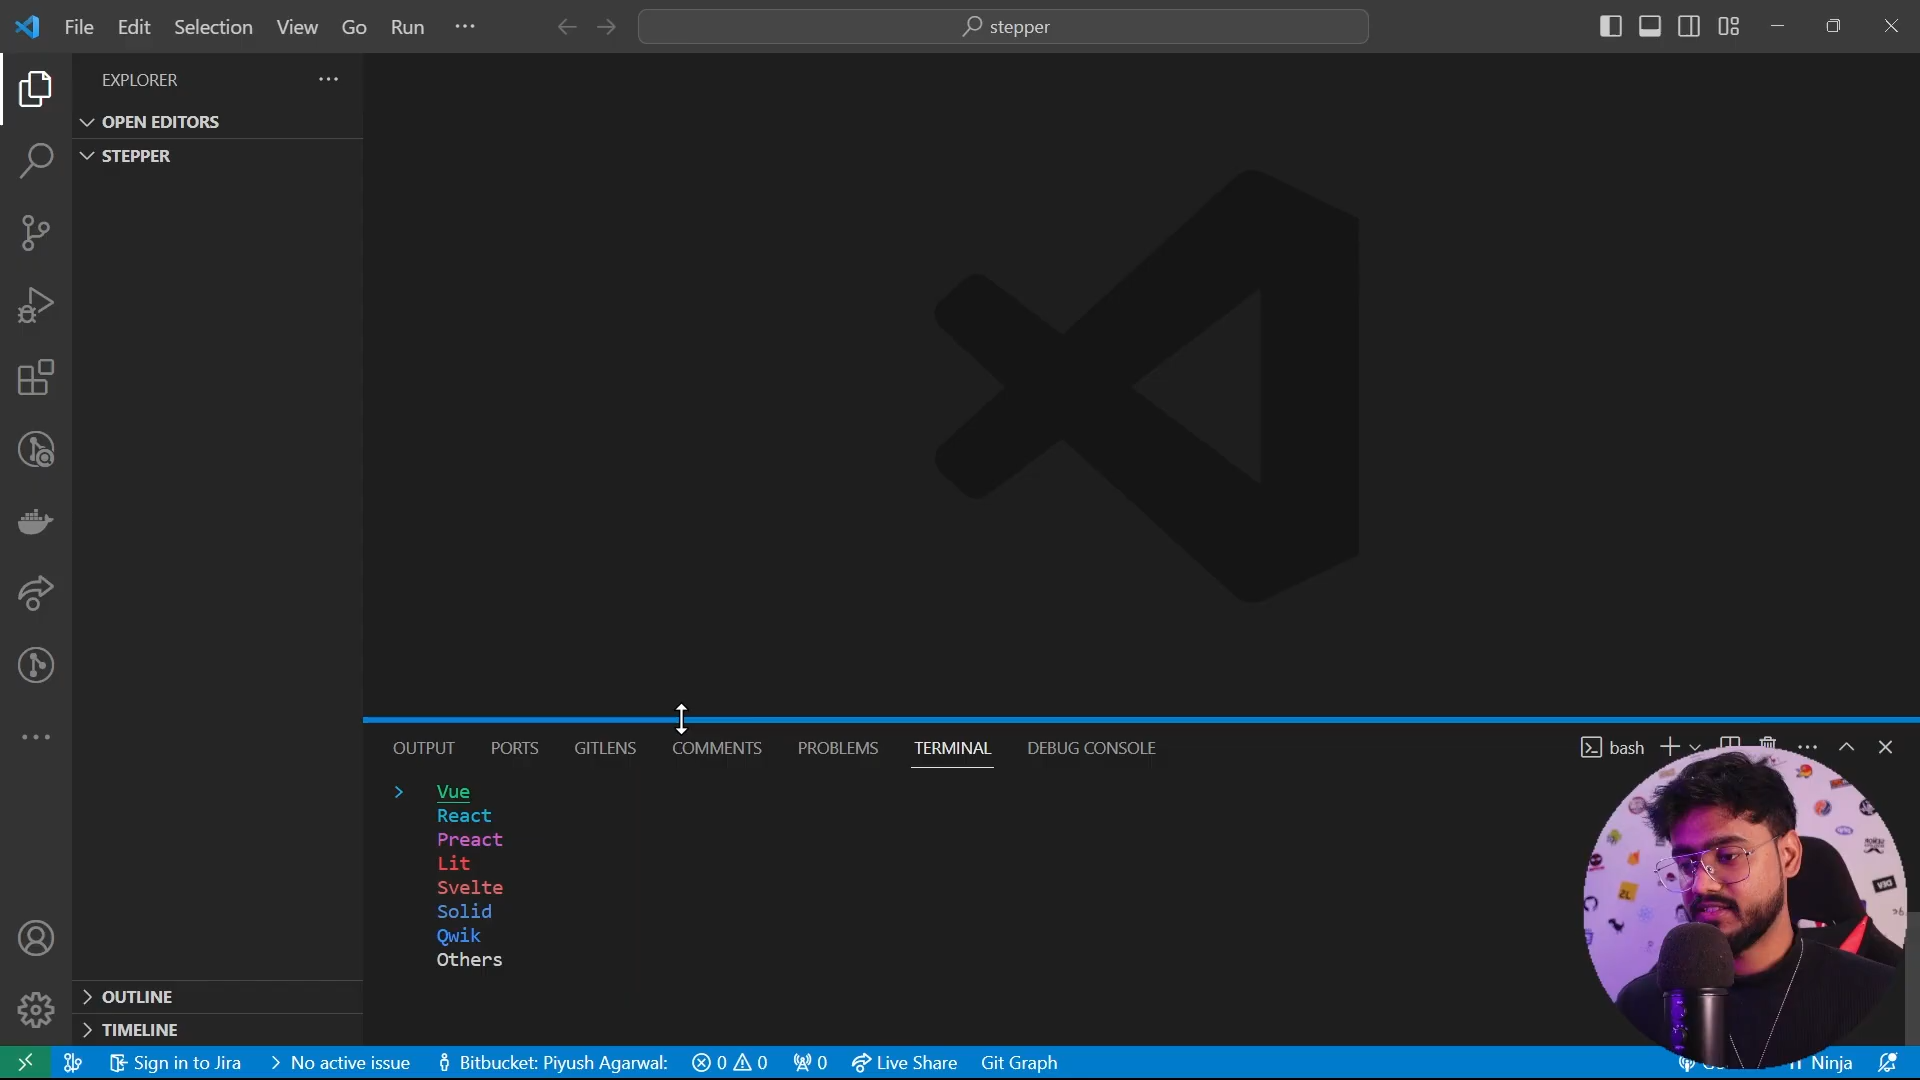 File Edit Selection View Go Run ···
stepper
EXPLORER
OPEN EDITORS
STEPPER
OUTPUT PORTS GITLENS COMMENTS PROBLEMS TERMINAL DEBUG CONSOLE
bash
> Vue
React
Preact
Lit
Svelte
Solid
Qwik
Others
OUTLINE
TIMELINE
Sign in to Jira > No active issue Bitbucket: Piyush Agarwal: 0 0 0 Live Share Git Graph Ninja